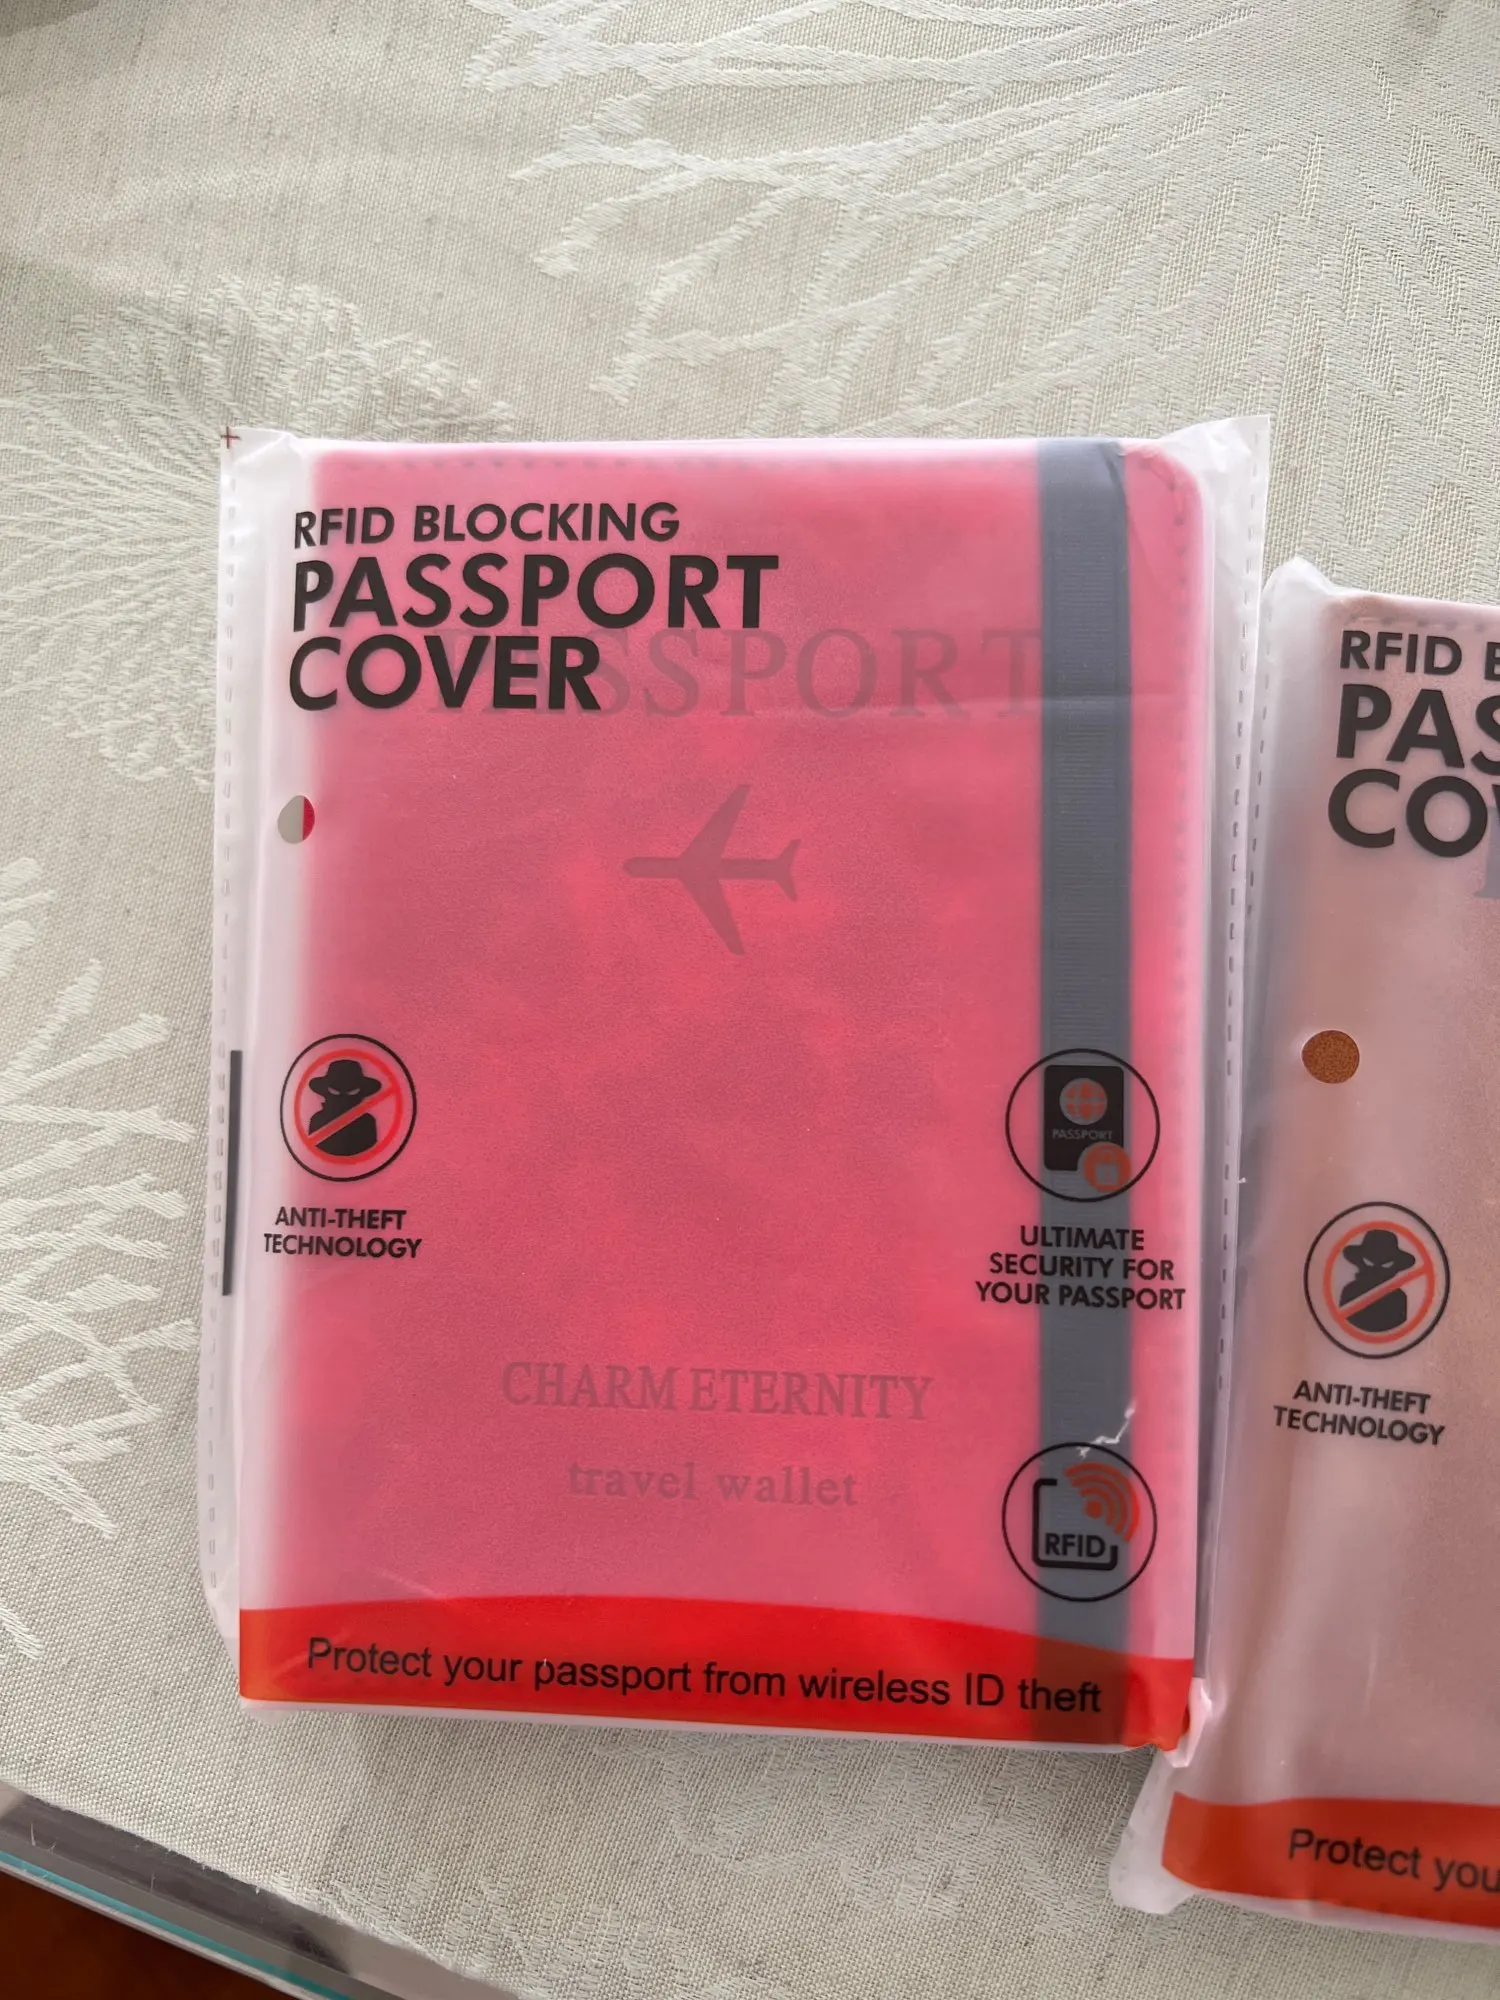 RFID BLOCKING
PASSPORT
COVER
PASSPORT
ANTI-THEFT
TECHNOLOGY
PASSPORT
ULTIMATE
SECURITY FOR
YOUR PASSPORT
CHARM ETERNITY
travel wallet
RFID
Protect your passport from wireless ID theft
RFID B
PAS
CO
ANTI-THEFT
TECHNOLOGY
Protect you